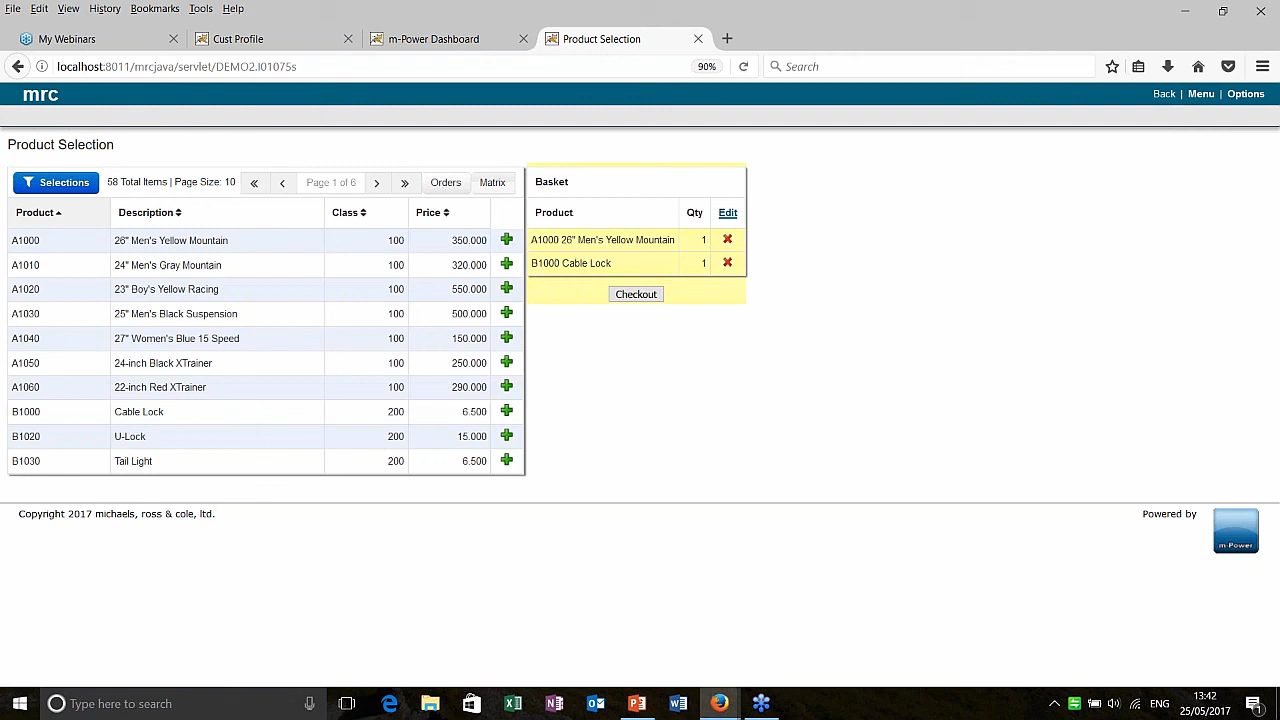 File Edit View History Bookmarks Tools Help
My Webinars Cust Profile m-Power Dashboard Product Selection
localhost:8011/mrcjava/servlet/DEMO2.I01075s 90% Search
mrc Back | Menu | Options
Product Selection
Selections 58 Total Items | Page Size: 10 « ‹ Page 1 of 6 › » Orders Matrix
Basket
Product Description Class Price
Product Qty Edit
A1000 26" Men's Yellow Mountain 100 350.000
A1000 26" Men's Yellow Mountain 1
A1010 24" Men's Gray Mountain 100 320.000
B1000 Cable Lock 1
A1020 23" Boy's Yellow Racing 100 550.000
Checkout
A1030 25" Men's Black Suspension 100 500.000
A1040 27" Women's Blue 15 Speed 100 150.000
A1050 24-inch Black XTrainer 100 250.000
A1060 22-inch Red XTrainer 100 290.000
B1000 Cable Lock 200 6.500
B1020 U-Lock 200 15.000
B1030 Tail Light 200 6.500
Copyright 2017 michaels, ross & cole, ltd. Powered by
m-Power
Type here to search
ENG
13:42
25/05/2017
1